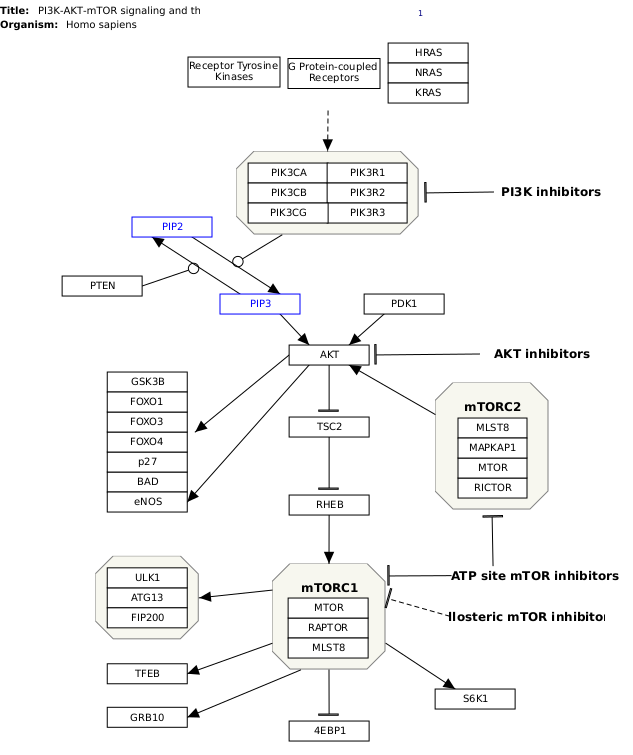 Title: PI3K-AKT-mTOR signaling and th
1
Organism: Homo sapiens
Receptor Tyrosine
Kinases
G Protein-coupled
Receptors
HRAS
NRAS
KRAS
PIK3CA
PIK3R1
PIK3CB
PIK3R2
PIK3CG
PIK3R3
PI3K inhibitors
PIP2
PTEN
PIP3
PDK1
AKT
AKT inhibitors
GSK3B
FOXO1
FOXO3
FOXO4
p27
BAD
eNOS
TSC2
mTORC2
MLST8
MAPKAP1
MTOR
RICTOR
RHEB
ULK1
ATG13
FIP200
mTORC1
MTOR
RAPTOR
MLST8
ATP site mTOR inhibitors
llosteric mTOR inhibitor
TFEB
GRB10
S6K1
4EBP1